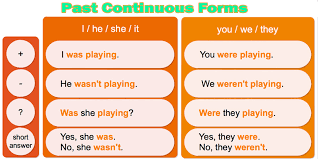 Past Continuous Forms
I / he / she / it
you / we / they
+
I was playing.
You were playing.
-
He wasn't playing.
We weren't playing.
?
Was she playing?
Were they playing.
short
answer
Yes, she was.
No, she wasn't.
Yes, they were.
No, they weren't.